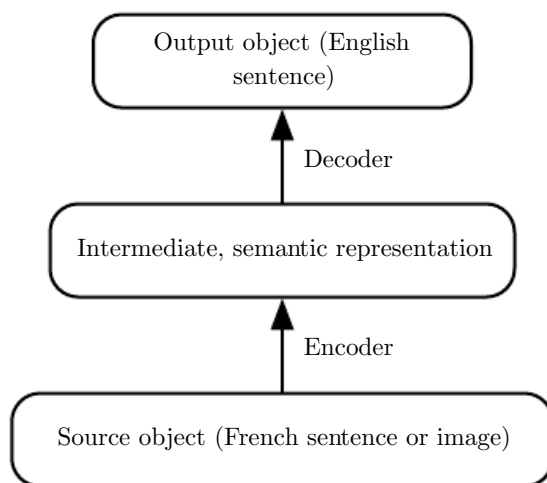 Output object (English
sentence)
Decoder
Intermediate, semantic representation
Encoder
Source object (French sentence or image)